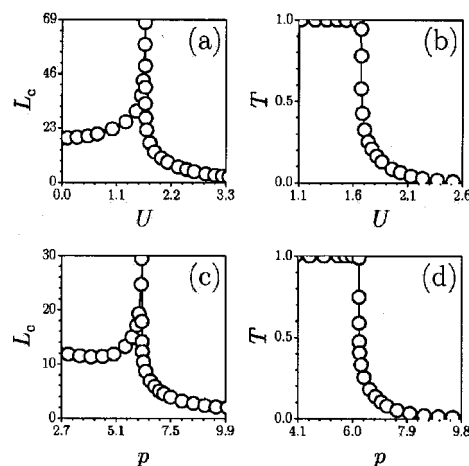 69
46
23
0
L_c
(a)
0.0 1.1 2.2 3.3
U
1.0
0.5
0.0
T
(b)
1.1 1.6 2.1 2.6
U
30
20
10
0
L_c
(c)
2.7 5.1 7.5 9.9
p
1.0
0.5
0.0
T
(d)
4.1 6.0 7.9 9.8
p